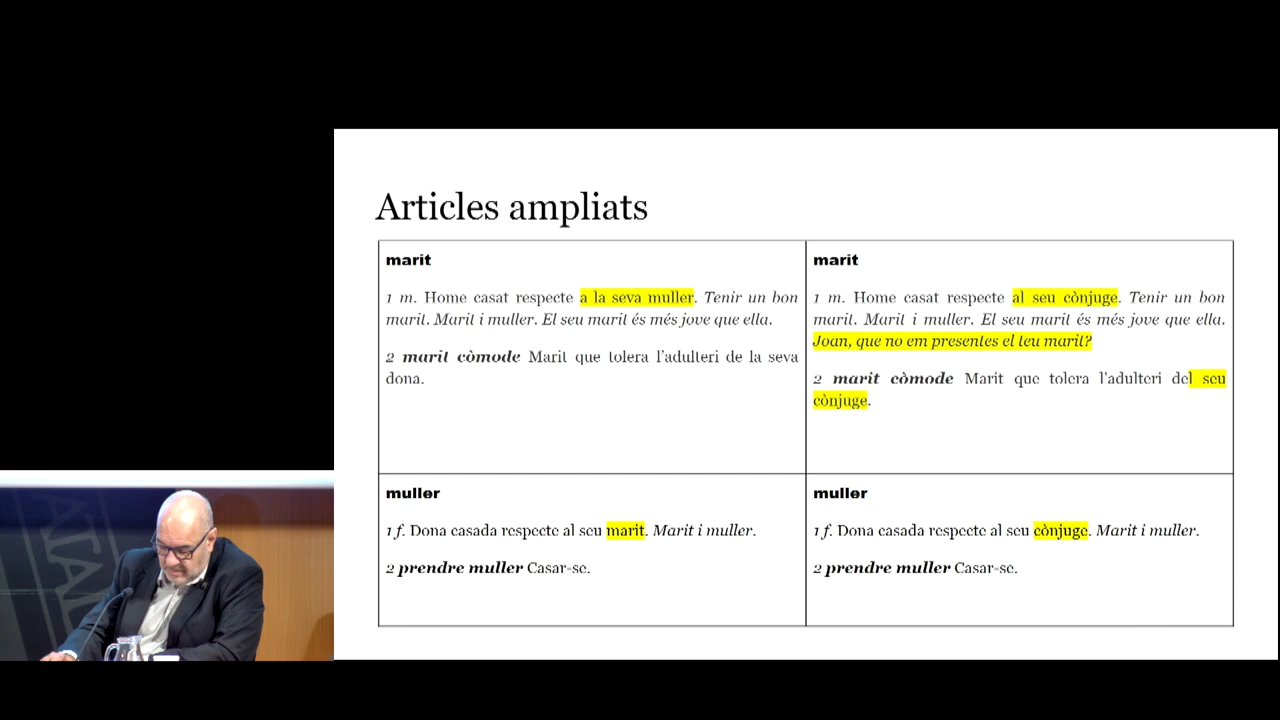 Articles ampliats
marit
1 m. Home casat respecte a la seva muller. Tenir un bon
marit. Marit i muller. El seu marit és més jove que ella.
2 marit còmode Marit que tolera l'adulteri de la seva
dona.
marit
1 m. Home casat respecte al seu cònjuge. Tenir un bon
marit. Marit i muller. El seu marit és més jove que ella.
Joan, que no em presentes el teu marit?
2 marit còmode Marit que tolera l'adulteri del seu
cònjuge.
muller
1 f. Dona casada respecte al seu marit. Marit i muller.
2 prendre muller Casar-se.
muller
1 f. Dona casada respecte al seu cònjuge. Marit i muller.
2 prendre muller Casar-se.